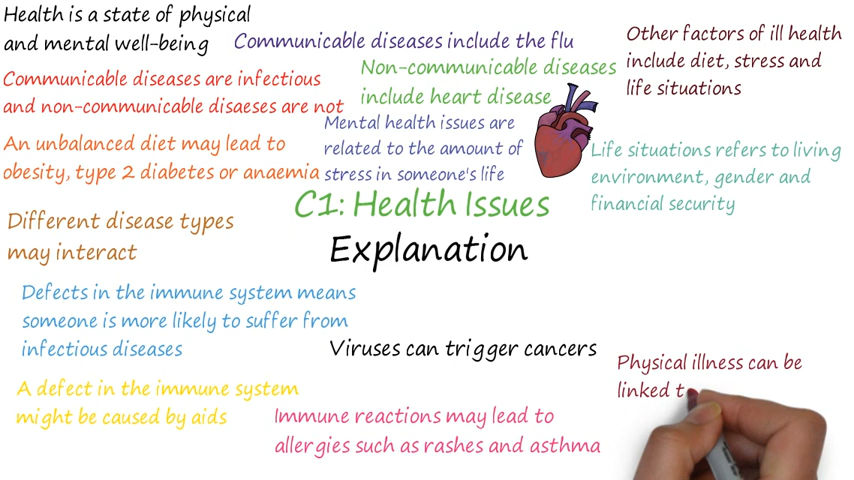 Health is a state of physical
and mental well-being
Communicable diseases include the flu
Other factors of ill health
include diet, stress and
life situations
Communicable diseases are infectious
and non-communicable disaeses are not
Non-communicable diseases
include heart disease
An unbalanced diet may lead to
obesity, type 2 diabetes or anaemia
Mental health issues are
related to the amount of
stress in someone's life
Life situations refers to living
environment, gender and
financial security
C1: Health Issues
Explanation
Different disease types
may interact
Defects in the immune system means
someone is more likely to suffer from
infectious diseases
Viruses can trigger cancers
Physical illness can be
linked t
A defect in the immune system
might be caused by aids
Immune reactions may lead to
allergies such as rashes and asthma